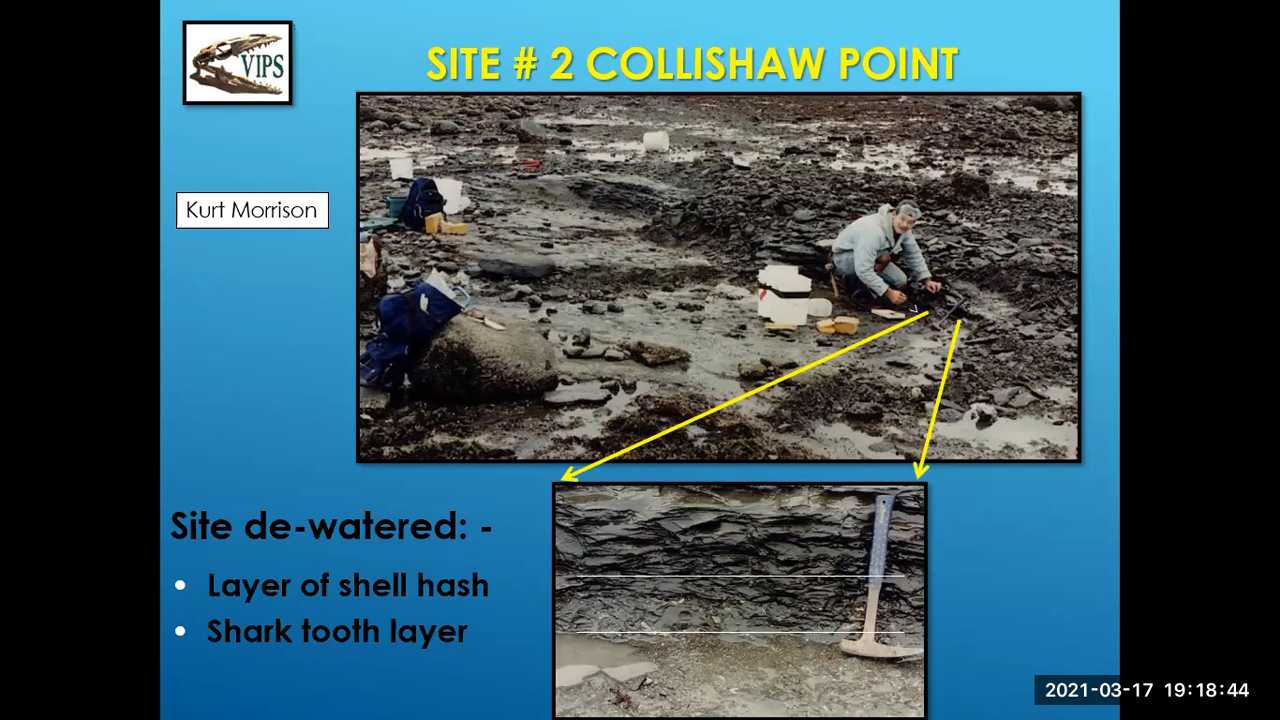 VIPS
SITE # 2 COLLISHAW POINT
Kurt Morrison
Site de-watered: -
• Layer of shell hash
• Shark tooth layer
2021-03-17 19:18:44